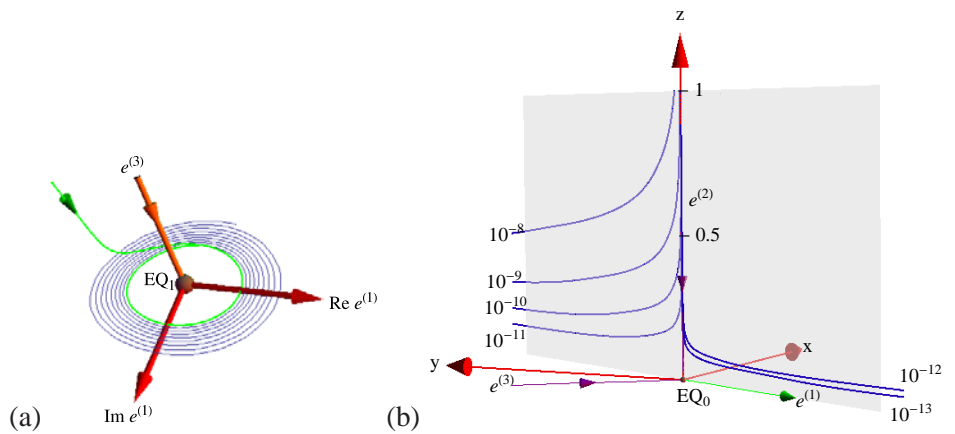 e(3)
EQ1
Re e(1)
Im e(1)
(a)
z
1
e(2)
10-8
0.5
10-9
10-10
10-11
y
x
e(3)
EQ0
e(1)
10-12
10-13
(b)